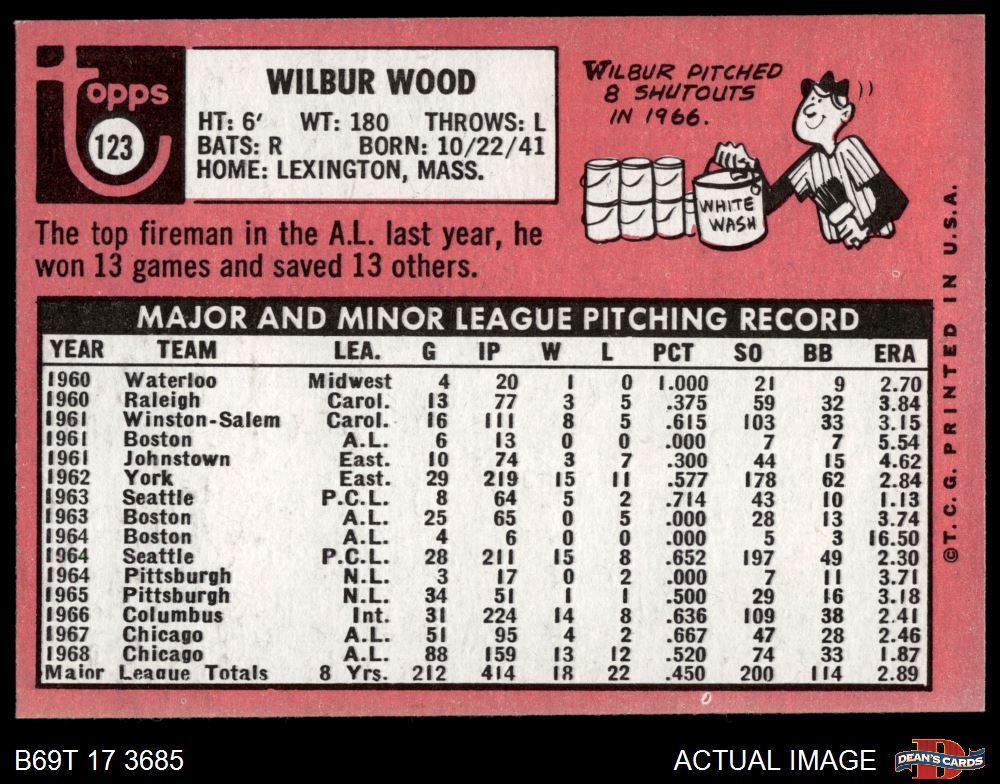 topps
123
WILBUR WOOD
HT: 6' WT: 180 THROWS: L
BATS: R BORN: 10/22/41
HOME: LEXINGTON, MASS.
WILBUR PITCHED
8 SHUTOUTS
IN 1966.
WHITE
WASH
The top fireman in the A.L. last year, he
won 13 games and saved 13 others.
MAJOR AND MINOR LEAGUE PITCHING RECORD
YEAR TEAM LEA. G IP W L PCT SO BB ERA
1960 Waterloo Midwest 4 20 1 0 1.000 21 9 2.70
1960 Raleigh Carol. 13 77 3 5 .375 59 32 3.84
1961 Winston-Salem Carol. 16 111 8 5 .615 103 33 3.15
1961 Boston A.L. 6 13 0 0 .000 7 7 5.54
1961 Johnstown East. 10 74 3 7 .300 44 15 4.62
1962 York East. 29 219 15 11 .577 178 62 2.84
1963 Seattle P.C.L. 8 64 5 2 .714 43 10 1.13
1963 Boston A.L. 25 65 0 5 .000 28 13 3.74
1964 Boston A.L. 4 6 0 0 .000 5 3 16.50
1964 Seattle P.C.L. 28 211 15 8 .652 197 49 2.30
1964 Pittsburgh N.L. 3 17 0 2 .000 7 11 3.71
1965 Pittsburgh N.L. 34 51 1 1 .500 29 16 3.18
1966 Columbus Int. 31 224 14 8 .636 109 38 2.41
1967 Chicago A.L. 51 95 4 2 .667 47 28 2.46
1968 Chicago A.L. 88 159 13 12 .520 74 33 1.87
Major League Totals 8 Yrs. 212 414 18 22 .450 200 114 2.89
©T.C.G. PRINTED IN U.S.A.
B69T 17 3685
ACTUAL IMAGE
DEAN'S CARDS